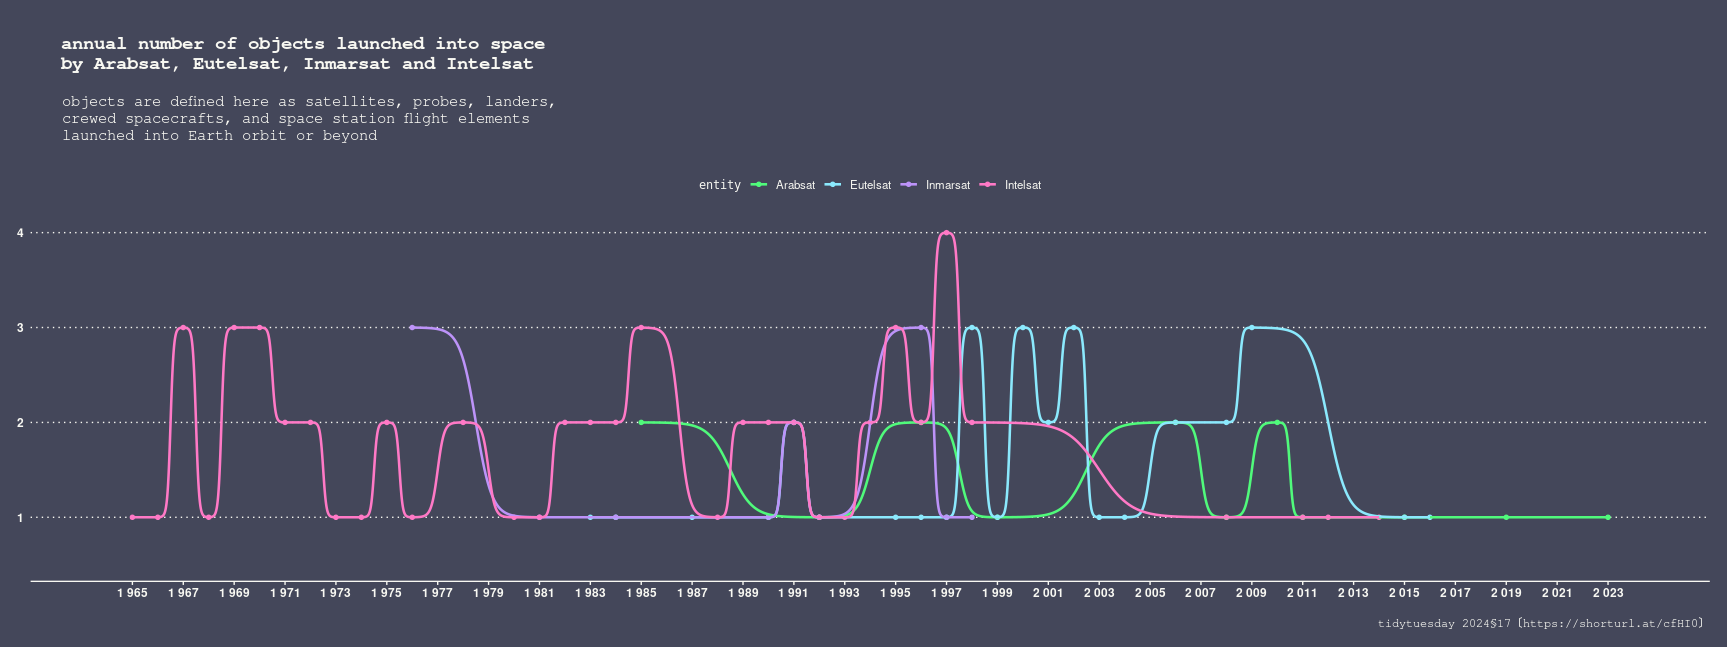 annual number of objects launched into space
by Arabsat, Eutelsat, Inmarsat and Intelsat
objects are defined here as satellites, probes, landers,
crewed spacecrafts, and space station flight elements
launched into Earth orbit or beyond
entity Arabsat Eutelsat Inmarsat Intelsat
4
3
2
1
1 965 1 967 1 969 1 971 1 973 1 975 1 977 1 979 1 981 1 983 1 985 1 987 1 989 1 991 1 993 1 995 1 997 1 999 2 001 2 003 2 005 2 007 2 009 2 011 2 013 2 015 2 017 2 019 2 021 2 023
tidytuesday 2024§17 [https://shorturl.at/cfHI0]